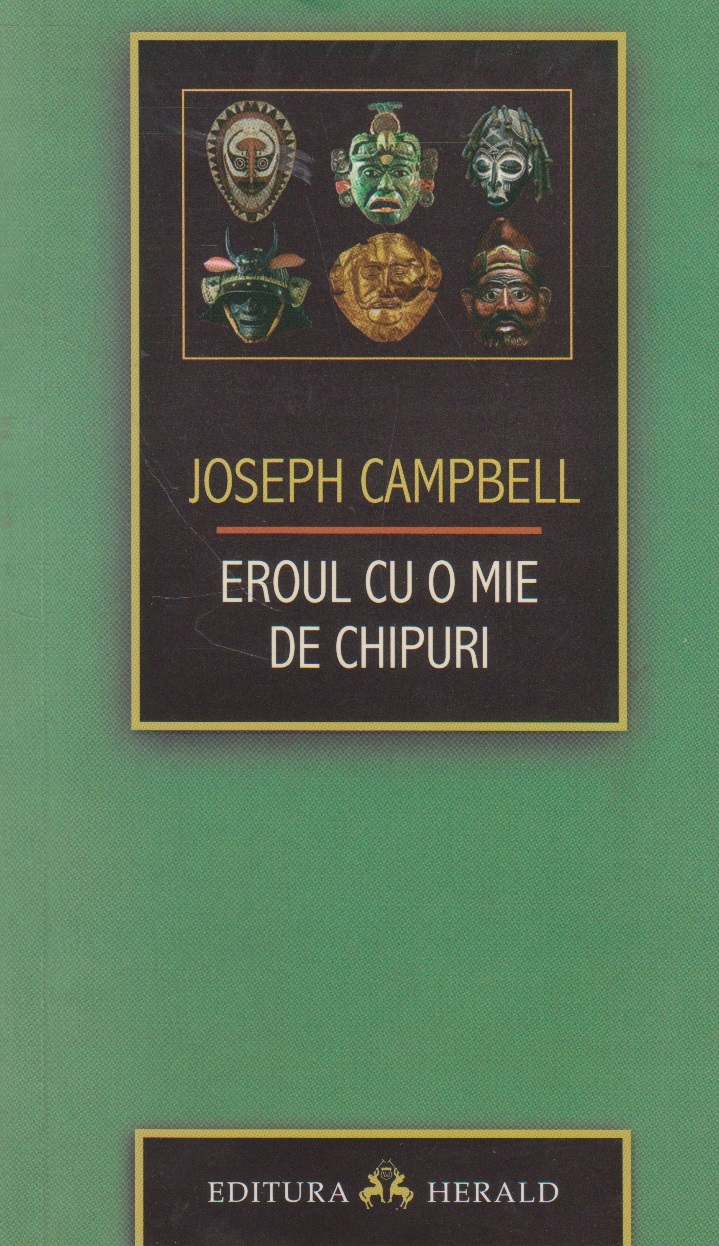 JOSEPH CAMPBELL
EROUL CU O MIE
DE CHIPURI
EDITURA HERALD